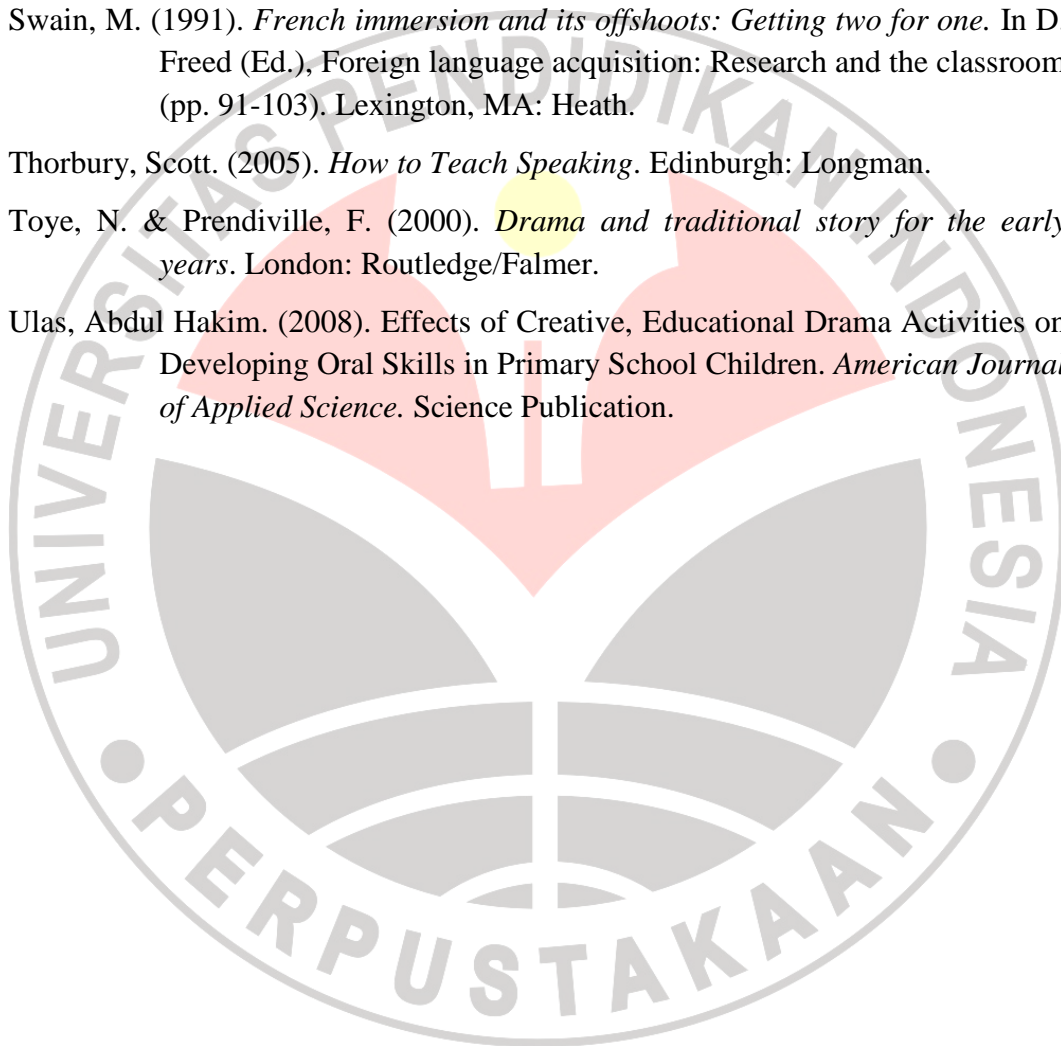 Swain, M. (1991). French immersion and its offshoots: Getting two for one. In D.
Freed (Ed.), Foreign language acquisition: Research and the classroom
(pp. 91-103). Lexington, MA: Heath.
Thorbury, Scott. (2005). How to Teach Speaking. Edinburgh: Longman.
Toye, N. & Prendiville, F. (2000). Drama and traditional story for the early
years. London: Routledge/Falmer.
Ulas, Abdul Hakim. (2008). Effects of Creative, Educational Drama Activities on
Developing Oral Skills in Primary School Children. American Journal
of Applied Science. Science Publication.
UNIVERSITAS PENDIDIKAN INDONESIA
PERPUSTAKAAN